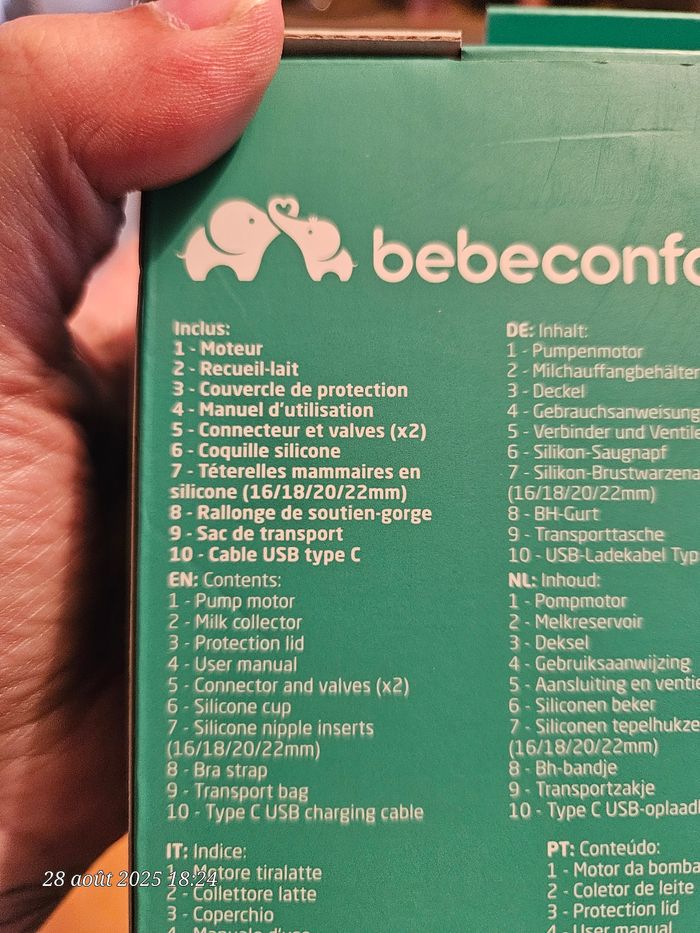 bebeconfo
Inclus:
1 - Moteur
2 - Recueil-lait
3 - Couvercle de protection
4 - Manuel d'utilisation
5 - Connecteur et valves (x2)
6 - Coquille silicone
7 - Téterelles mammaires en
silicone (16/18/20/22mm)
8 - Rallonge de soutien-gorge
9 - Sac de transport
10 - Cable USB type C
EN: Contents:
1 - Pump motor
2 - Milk collector
3 - Protection lid
4 - User manual
5 - Connector and valves (x2)
6 - Silicone cup
7 - Silicone nipple inserts
(16/18/20/22mm)
8 - Bra strap
9 - Transport bag
10 - Type C USB charging cable
IT: Indice:
1 - Motore tiralatte
2 - Collettore latte
3 - Coperchio
4 - Manuale d'uso
DE: Inhalt:
1 - Pumpenmotor
2 - Milchauffangbehälter
3 - Deckel
4 - Gebrauchsanweisung
5 - Verbinder und Ventile
6 - Silikon-Saugnapf
7 - Silikon-Brustwarzena
(16/18/20/22mm)
8 - BH-Gurt
9 - Transporttasche
10 - USB-Ladekabel Typ
NL: Inhoud:
1 - Pompmotor
2 - Melkreservoir
3 - Deksel
4 - Gebruiksaanwijzing
5 - Aansluiting en ventie
6 - Siliconen beker
7 - Siliconen tepelhukze
(16/18/20/22mm)
8 - Bh-bandje
9 - Transportzakje
10 - Type C USB-oplaadl
PT: Conteúdo:
1 - Motor da bomba
2 - Coletor de leite
3 - Protection lid
4 - User manual
28 août 2025 18:24